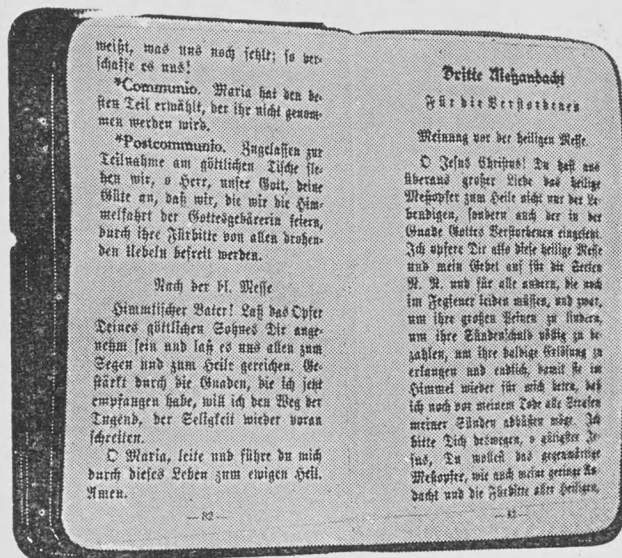 weißt, was uns noch fehlt; so ver-
schaffe es uns!
*Communio. Maria hat den be-
sten Teil erwählt, der ihr nicht genom-
men werden wird.
*Postcommunio. Zugelassen zur
Teilnahme am göttlichen Tische fle-
hen wir, o Herr, unser Gott, deine
Güte an, daß wir, die wir die Him-
melfahrt der Gottesgebärerin feiern,
durch ihre Fürbitte von allen drohen-
den Uebeln befreit werden.
Nach der hl. Messe
Himmlischer Vater! Laß das Opfer
Deines göttlichen Sohnes Dir ange-
nehm sein und laß es uns allen zum
Segen und zum Heile gereichen. Ge-
stärkt durch die Gnaden, die ich jetzt
empfangen habe, will ich den Weg der
Tugend, der Seligkeit wieder voran
schreiten.
O Maria, leite und führe du mich
durch dieses Leben zum ewigen Heil.
Amen.
— 82 —
Dritte Meßandacht
Für die Verstorbenen
Meinung vor der heiligen Messe.
O Jesus Christus! Du hast aus
überaus großer Liebe das heilige
Meßopfer zum Heile nicht nur der Le-
bendigen, sondern auch der in der
Gnade Gottes Verstorbenen eingesetzt.
Ich opfere Dir also diese heilige Messe
und mein Gebet auf für die Seelen
N. N. und für alle andern, die noch
im Fegfeuer leiden müssen, und zwar,
um ihre großen Peinen zu lindern,
um ihre Sündenschuld völlig zu be-
zahlen, um ihre baldige Erlösung zu
erlangen und endlich, damit sie im
Himmel wieder für mich beten, daß
ich noch vor meinem Tode alle Strafen
meiner Sünden abbüßen möge. Ich
bitte Dich deswegen, o gütigster Je-
sus, Du wollest das gegenwärtige
Meßopfer, wie auch meine geringe An-
dacht und die Fürbitte aller Heiligen,